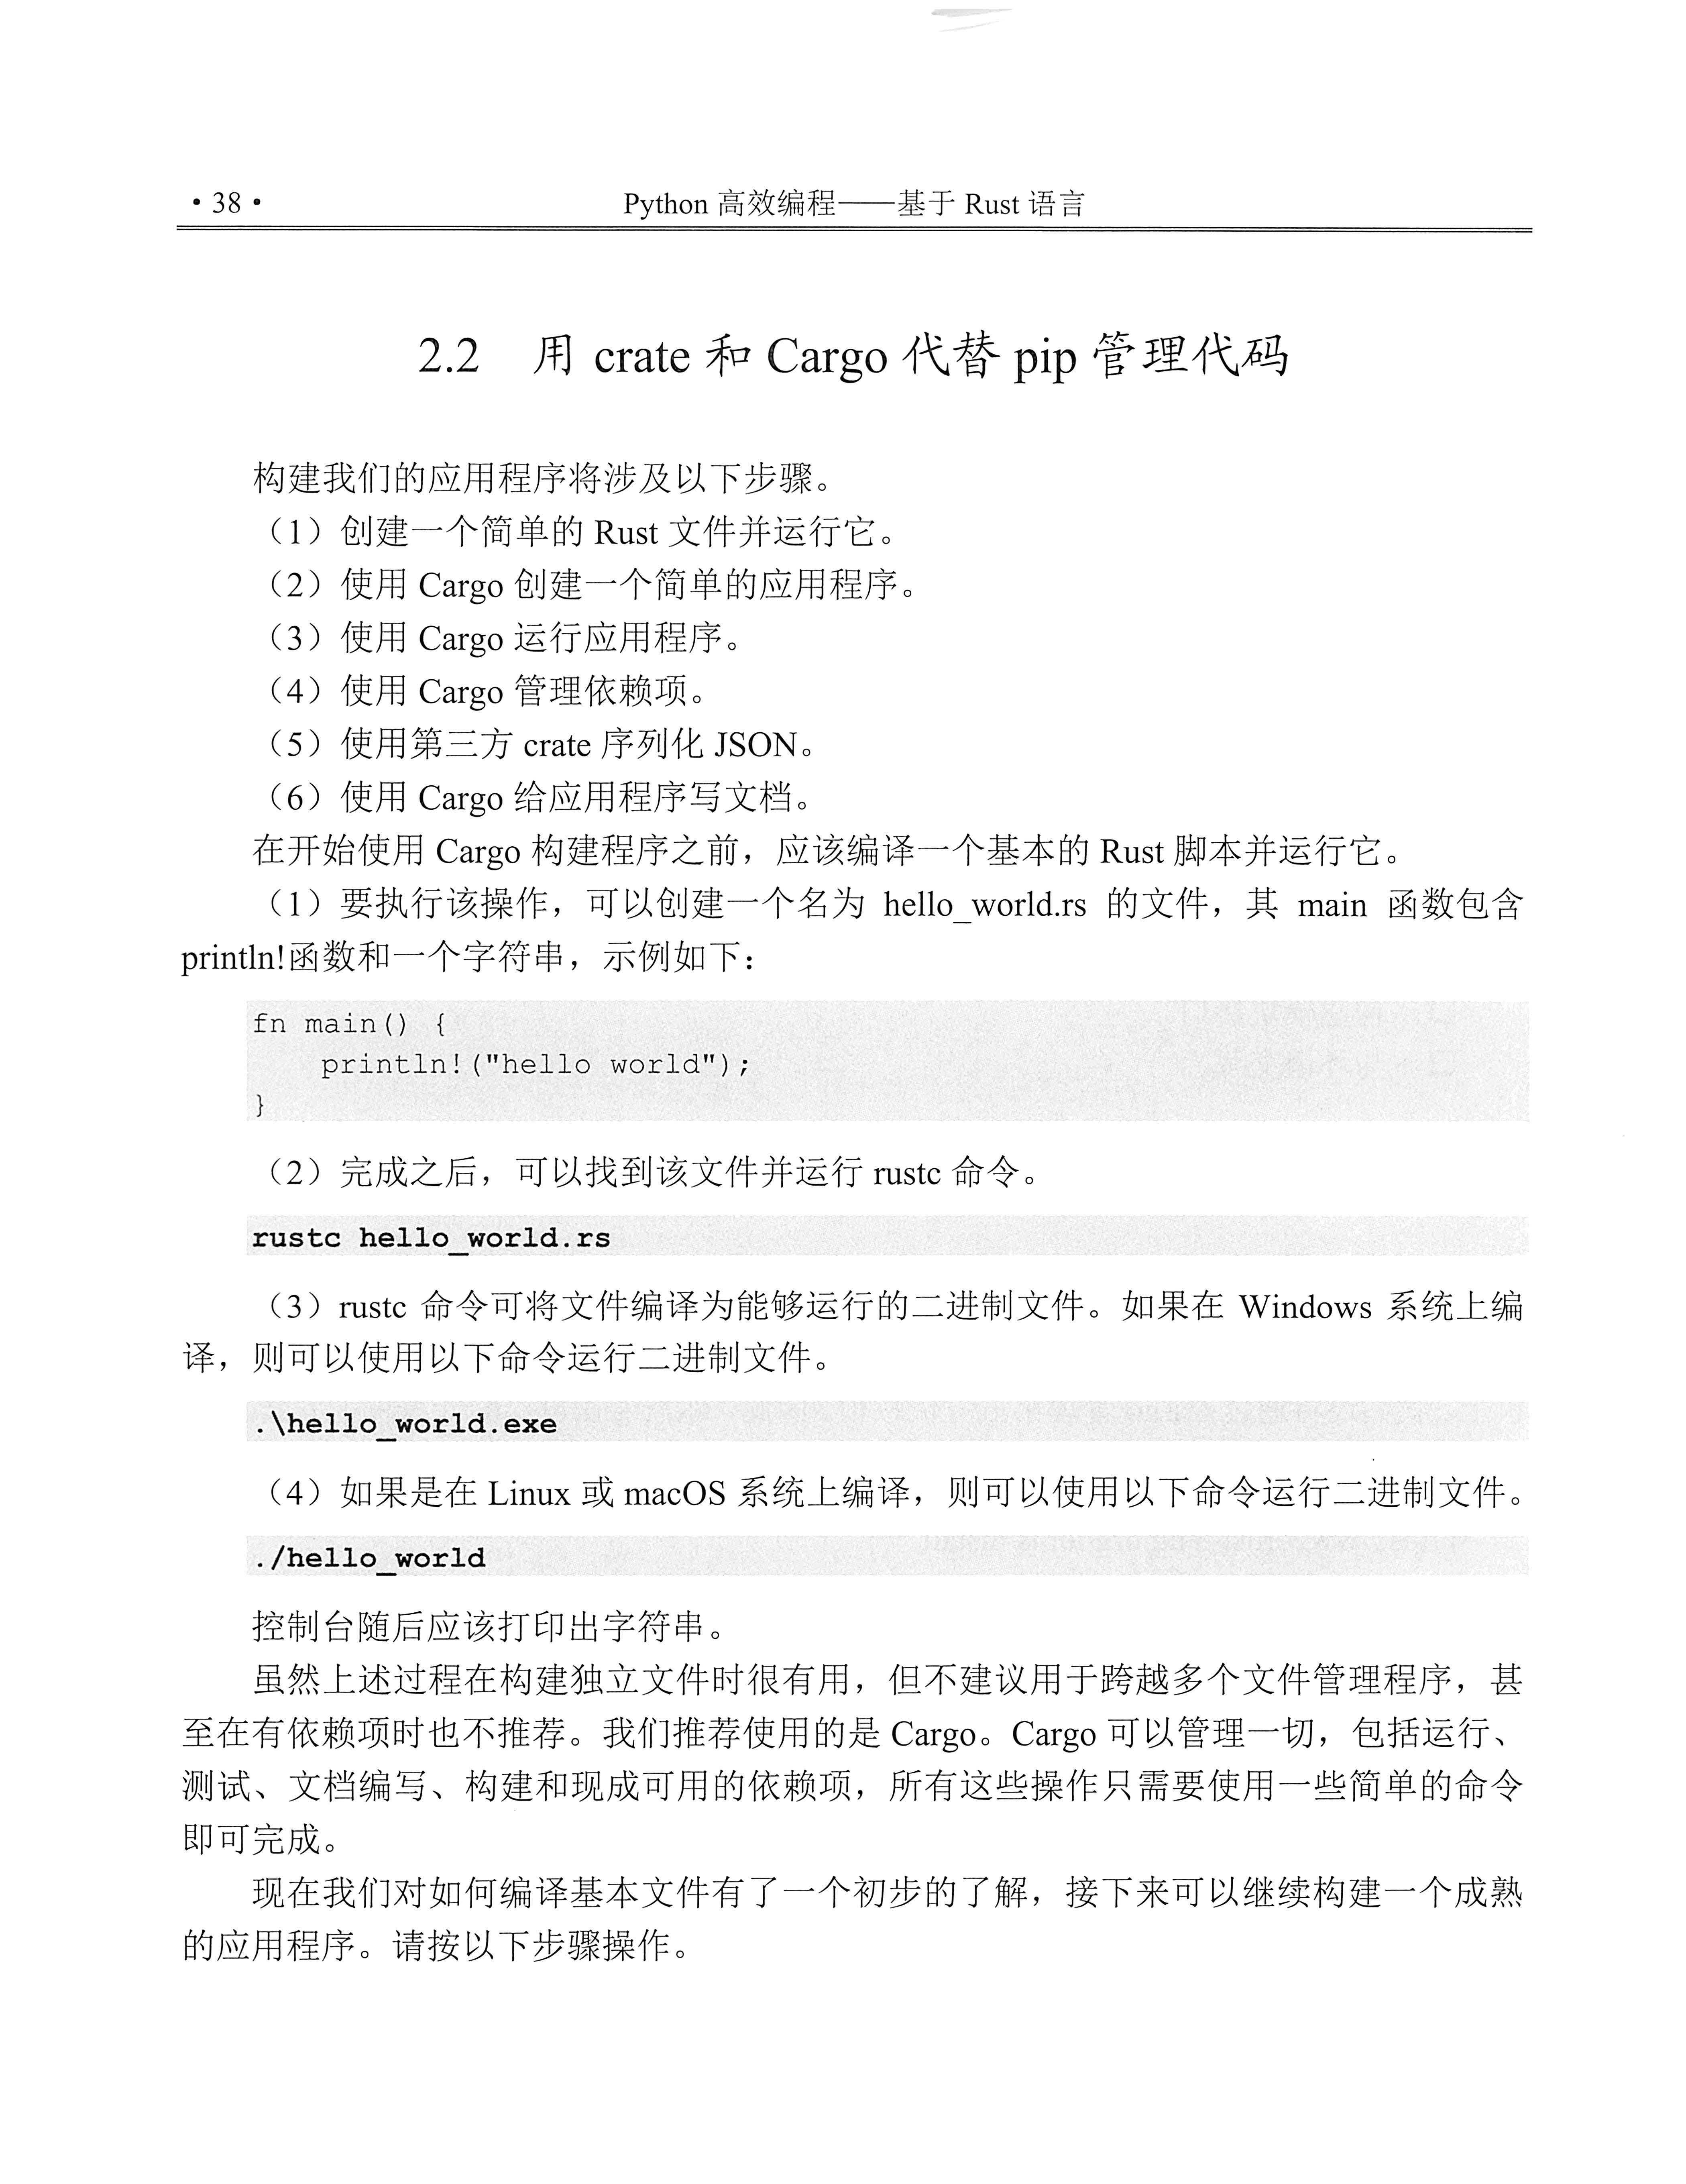 ·38· Python 高效编程——基于 Rust 语言
2.2 用 crate 和 Cargo 代替 pip 管理代码
构建我们的应用程序将涉及以下步骤。
（1）创建一个简单的 Rust 文件并运行它。
（2）使用 Cargo 创建一个简单的应用程序。
（3）使用 Cargo 运行应用程序。
（4）使用 Cargo 管理依赖项。
（5）使用第三方 crate 序列化 JSON。
（6）使用 Cargo 给应用程序写文档。
在开始使用 Cargo 构建程序之前，应该编译一个基本的 Rust 脚本并运行它。
（1）要执行该操作，可以创建一个名为 hello_world.rs 的文件，其 main 函数包含
println!函数和一个字符串，示例如下：
fn main() {
    println!("hello world");
}
（2）完成之后，可以找到该文件并运行 rustc 命令。
rustc hello_world.rs
（3）rustc 命令可将文件编译为能够运行的二进制文件。如果在 Windows 系统上编
译，则可以使用以下命令运行二进制文件。
.\hello_world.exe
（4）如果是在 Linux 或 macOS 系统上编译，则可以使用以下命令运行二进制文件。
./hello_world
控制台随后应该打印出字符串。
虽然上述过程在构建独立文件时很有用，但不建议用于跨越多个文件管理程序，甚
至在有依赖项时也不推荐。我们推荐使用的是 Cargo。Cargo 可以管理一切，包括运行、
测试、文档编写、构建和现成可用的依赖项，所有这些操作只需要使用一些简单的命令
即可完成。
现在我们对如何编译基本文件有了一个初步的了解，接下来可以继续构建一个成熟
的应用程序。请按以下步骤操作。